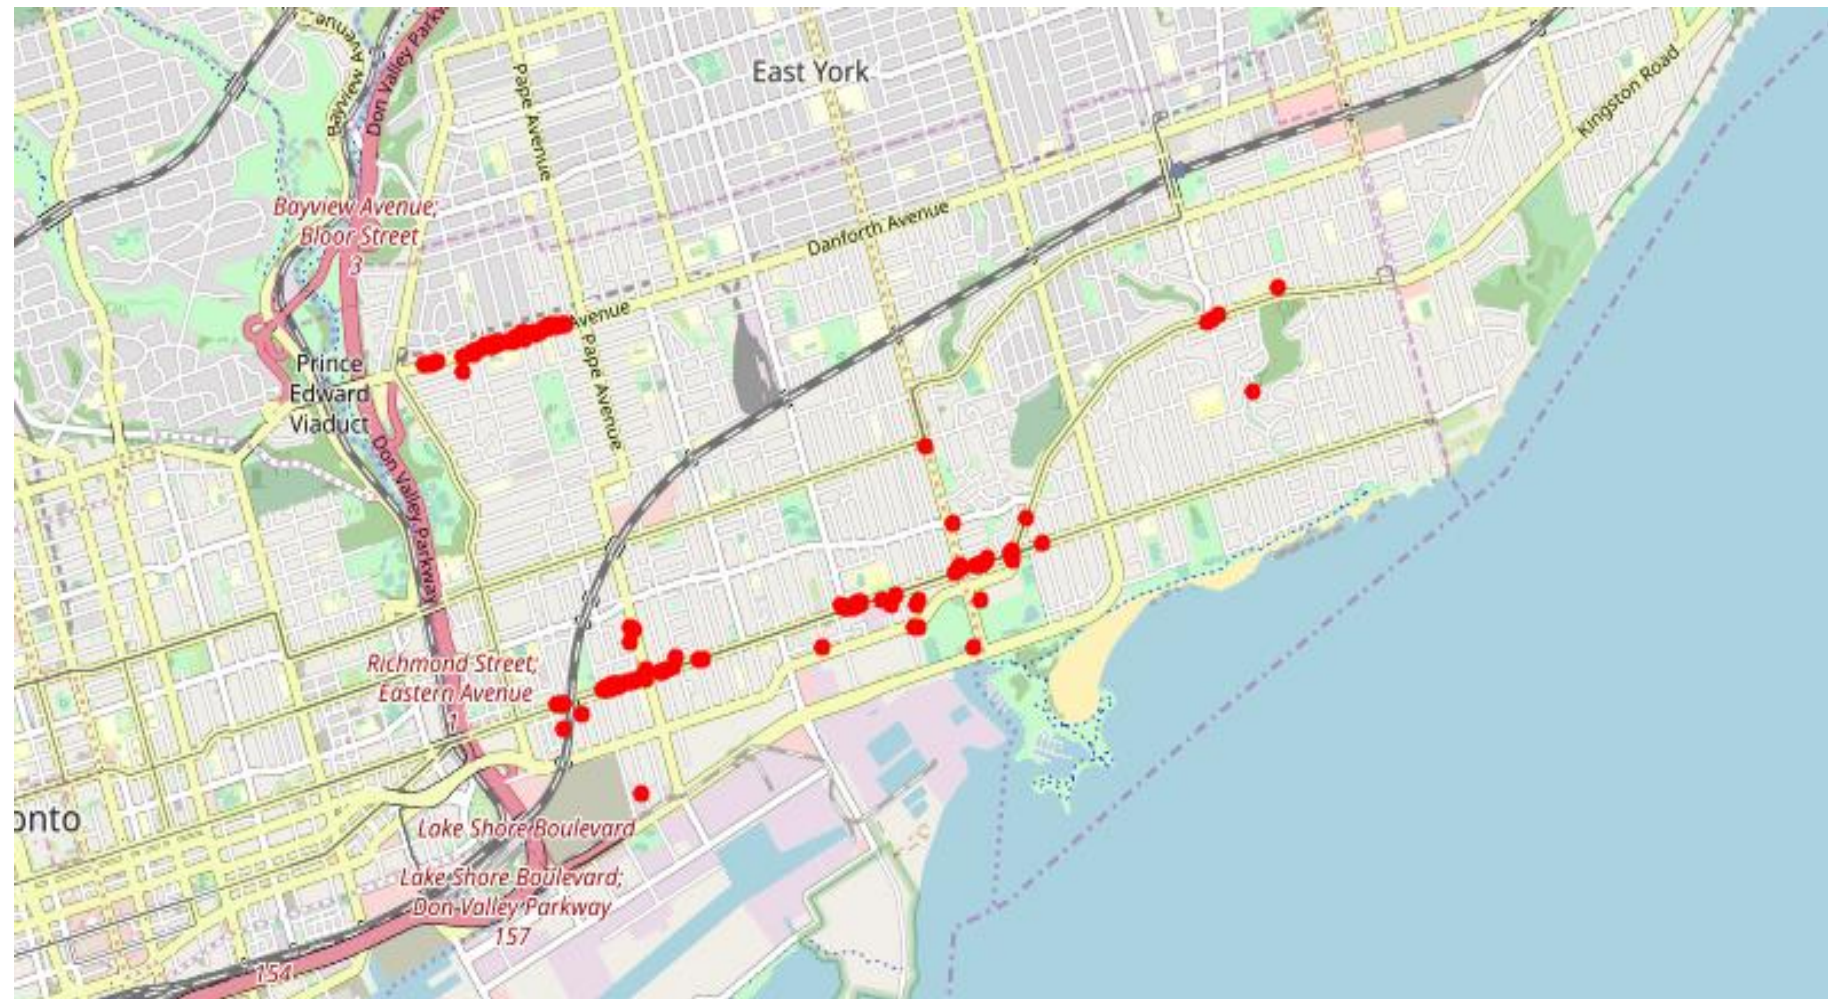 Bayview Avenue
Don Valley Parkway
Pape Avenue
East York
Kingston Road
Bayview Avenue;
Bloor Street
3
Danforth Avenue
Avenue
Pape Avenue
Prince
Edward
Viaduct
Don Valley Parkway
Richmond Street;
Eastern Avenue
1
onto
Lake Shore Boulevard
Lake Shore Boulevard;
Don Valley Parkway
157
154